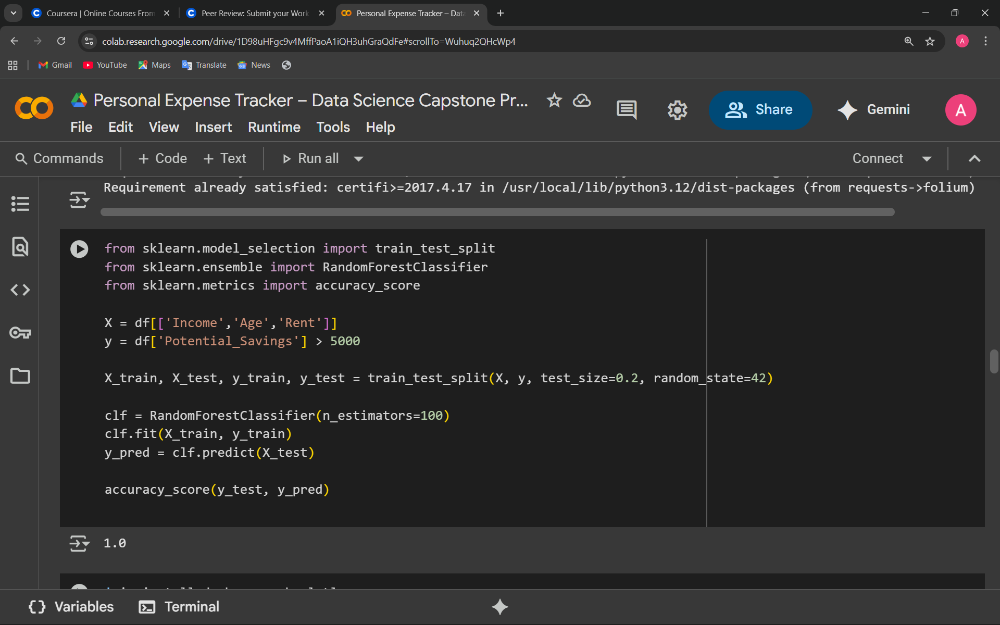 Coursera | Online Courses From
Peer Review: Submit your Work
Personal Expense Tracker – Data
colab.research.google.com/drive/1D98uHFgc9v4MffPaoA1iQH3uhGraQdFe#scrollTo=Wuhuq2QHcWp4
A
Gmail
YouTube
Maps
Translate
News
Personal Expense Tracker – Data Science Capstone Pr...
Share
Gemini
A
File Edit View Insert Runtime Tools Help
Commands
+ Code + Text
Run all
Connect
Requirement already satisfied: certifi>=2017.4.17 in /usr/local/lib/python3.12/dist-packages (from requests->folium)
from sklearn.model_selection import train_test_split
from sklearn.ensemble import RandomForestClassifier
from sklearn.metrics import accuracy_score
X = df[['Income','Age','Rent']]
y = df['Potential_Savings'] > 5000
X_train, X_test, y_train, y_test = train_test_split(X, y, test_size=0.2, random_state=42)
clf = RandomForestClassifier(n_estimators=100)
clf.fit(X_train, y_train)
y_pred = clf.predict(X_test)
accuracy_score(y_test, y_pred)
1.0
Variables
Terminal